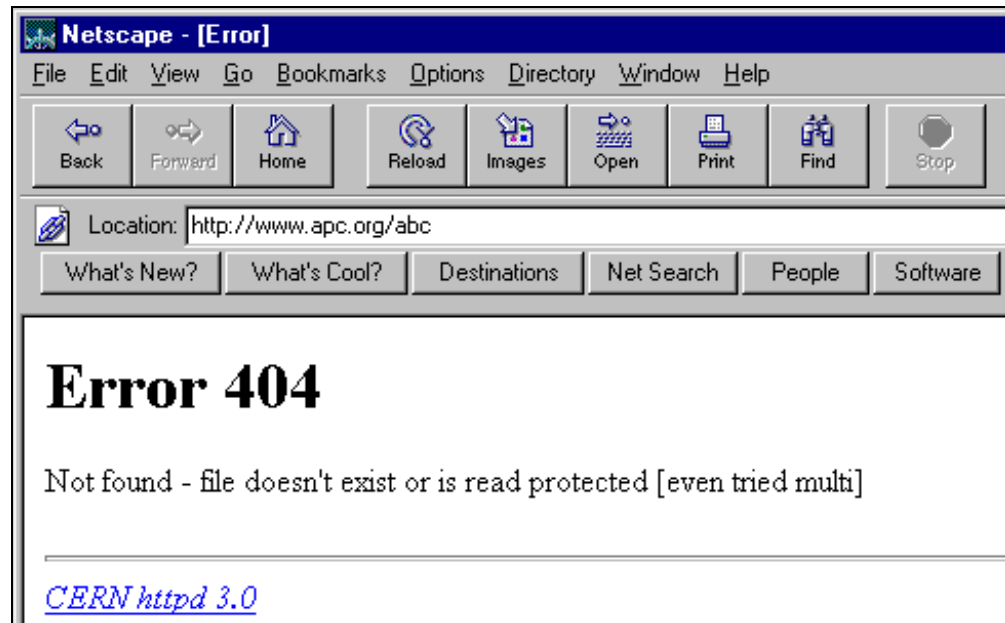 Netscape - [Error]
File Edit View Go Bookmarks Options Directory Window Help
Back Forward Home Reload Images Open Print Find Stop
Location: http://www.apc.org/abc
What's New? What's Cool? Destinations Net Search People Software
Error 404
Not found - file doesn't exist or is read protected [even tried multi]
CERN httpd 3.0